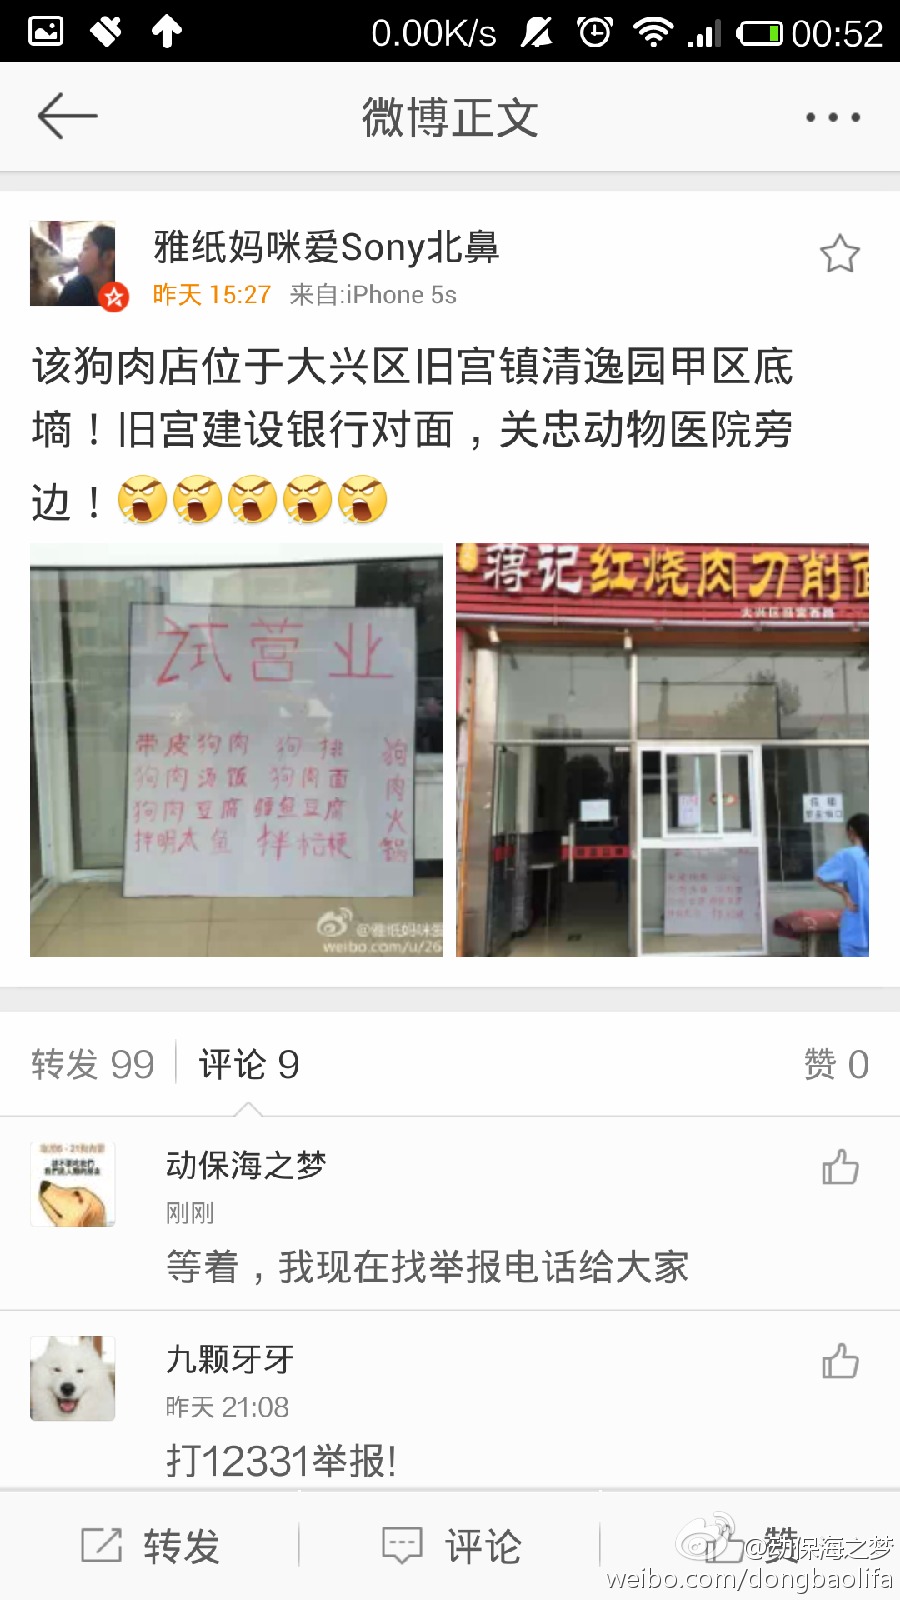 0.00K/s
00:52
微博正文
雅纸妈咪爱Sony北鼻
昨天 15:27 来自:iPhone 5s
该狗肉店位于大兴区旧宫镇清逸园甲区底
墒！旧宫建设银行对面，关忠动物医院旁
边！
试营业
带皮狗肉 狗排
狗肉汤饭 狗肉面
狗肉豆腐 鳕鱼豆腐
拌明太鱼 拌桔梗
狗肉火锅
@雅纸妈咪
weibo.com/u/26
蒋记红烧肉刀削面
大兴区旧宫西路
转发 99
评论 9
赞 0
动保海之梦
刚刚
等着，我现在找举报电话给大家
九颗牙牙
昨天 21:08
打12331举报!
转发
评论
赞
@动保海之梦
weibo.com/dongbaolifa